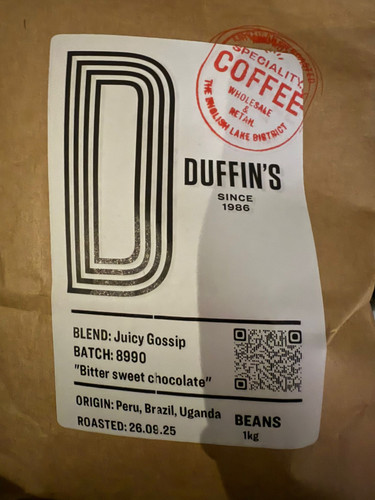 SPECIALITY
COFFEE
WHOLESALE
&
RETAIL
THE ENGLISH LAKE DISTRICT
D
DUFFIN'S
SINCE
1986
BLEND: Juicy Gossip
BATCH: 8990
"Bitter sweet chocolate"
ORIGIN: Peru, Brazil, Uganda
ROASTED: 26.09.25
BEANS
1kg